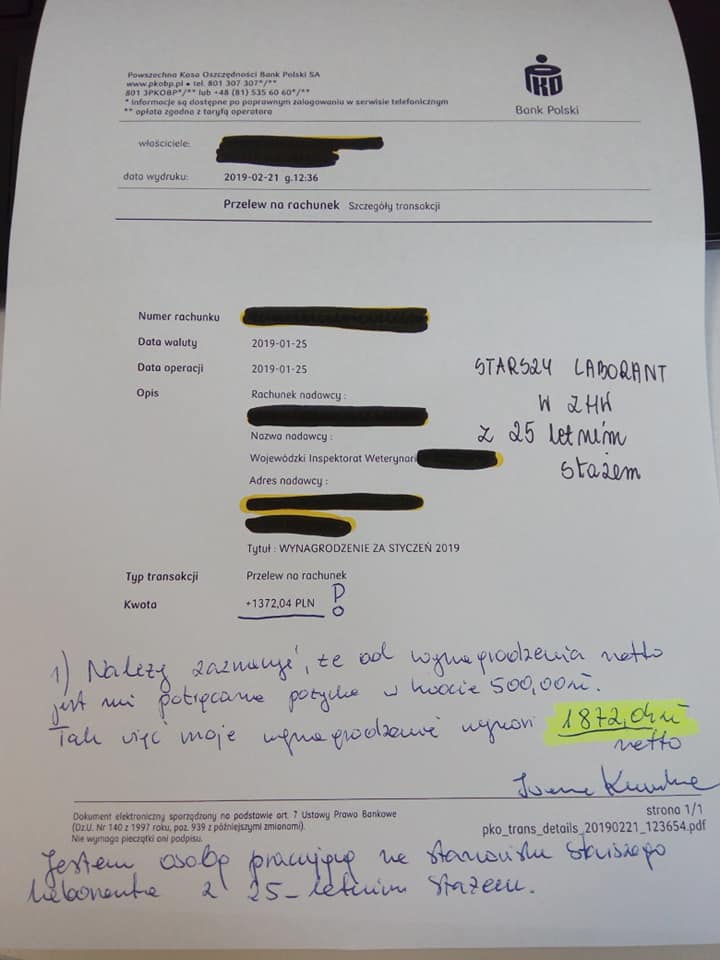 Powszechna Kasa Oszczędności Bank Polski SA
www.pkobp.pl • tel. 801 307 307*/**
801 3PKOBP*/** lub +48 (81) 535 60 60*/**
* informacje są dostępne po poprawnym zalogowaniu w serwisie telefonicznym
** opłata zgodna z taryfą operatora
PKO
Bank Polski
właściciele:
data wydruku: 2019-02-21 g.12:36
Przelew na rachunek Szczegóły transakcji
Numer rachunku
Data waluty 2019-01-25
Data operacji 2019-01-25
Opis Rachunek nadawcy :
Nazwa nadawcy :
Wojewódzki Inspektorat Weterynari
Adres nadawcy :
Tytuł : WYNAGRODZENIE ZA STYCZEŃ 2019
Typ transakcji Przelew na rachunek
Kwota +1372,04 PLN
STARSZY LABORANT
W ZHW
Z 25 letnim
stażem
1) Należy zaznaczyć, że od wynagrodzenia netto
jest mi potrącana pożyczka w kwocie 500,00zł.
Tak więc moje wynagrodzenie wynosi 1872,04zł
netto
Dokument elektroniczny sporządzony na podstawie art. 7 Ustawy Prawo Bankowe
(Dz.U. Nr 140 z 1997 roku, poz. 939 z późniejszymi zmianami).
Nie wymaga pieczątki ani podpisu.
strona 1/1
pko_trans_details_20190221_123654.pdf
Jestem osobą pracującą na stanowisku starszego
laboranta z 25-letnim stażem.